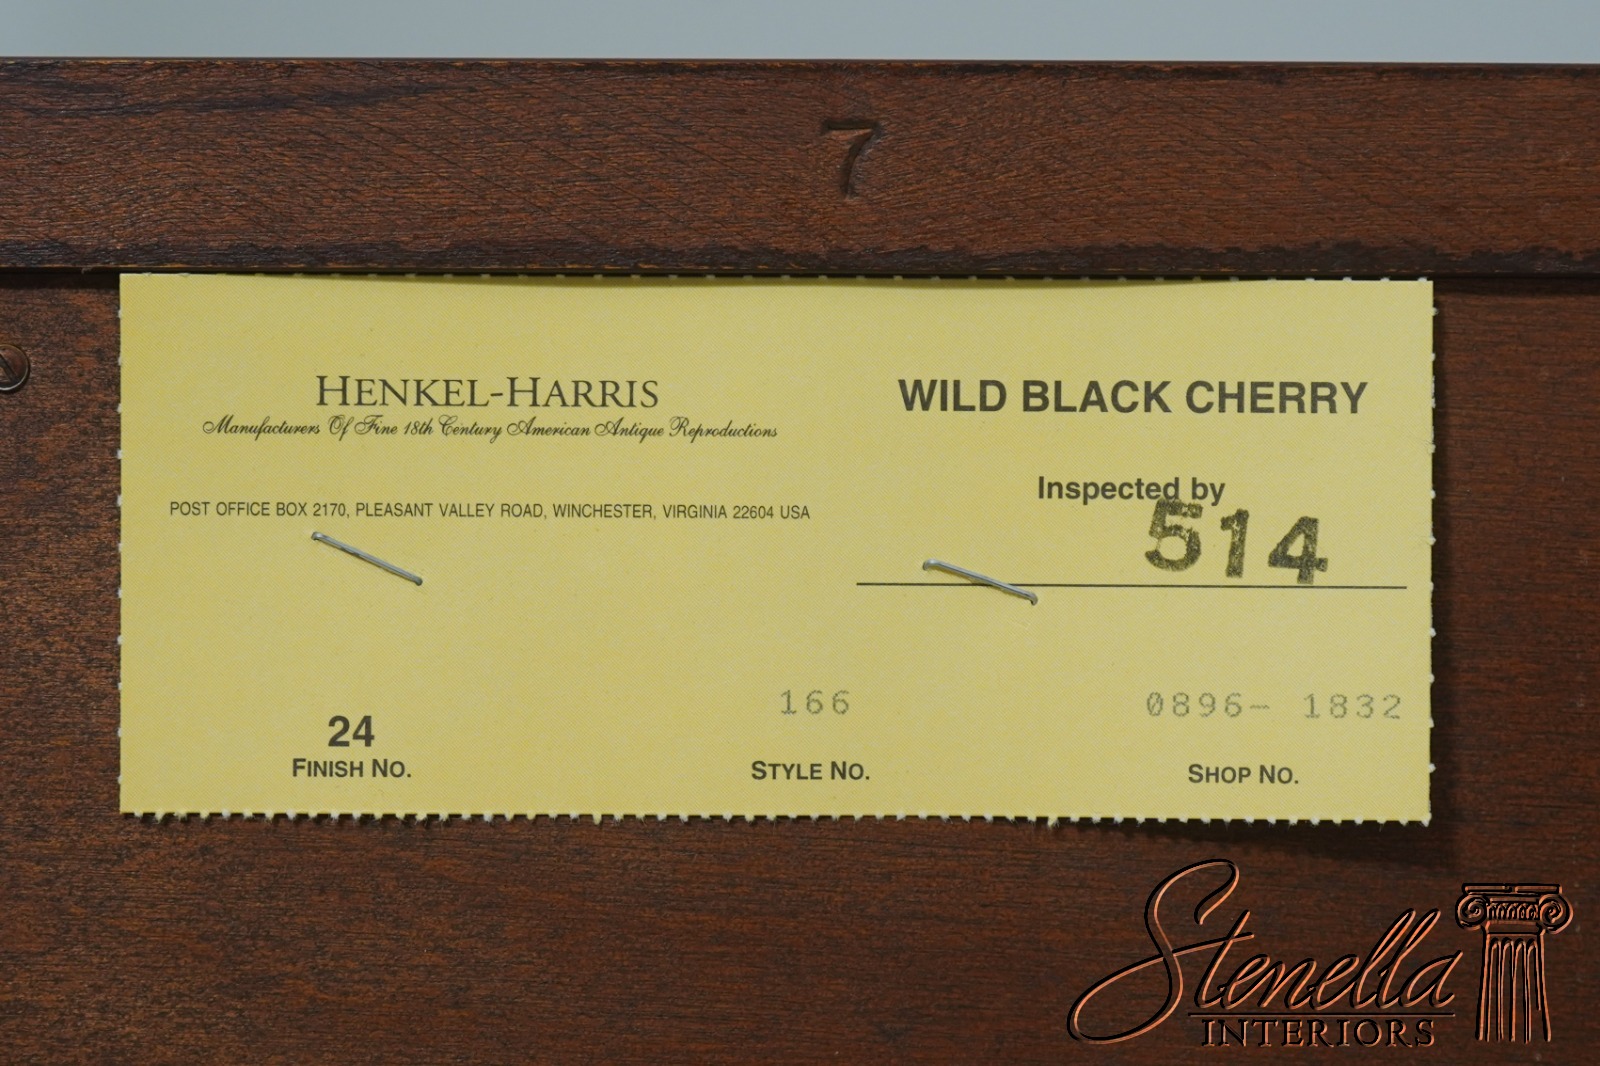 7
HENKEL-HARRIS
Manufacturers Of Fine 18th Century American Antique Reproductions
POST OFFICE BOX 2170, PLEASANT VALLEY ROAD, WINCHESTER, VIRGINIA 22604 USA
WILD BLACK CHERRY
Inspected by
514
24
FINISH NO.
166
STYLE NO.
0896- 1832
SHOP NO.
Stenella
INTERIORS